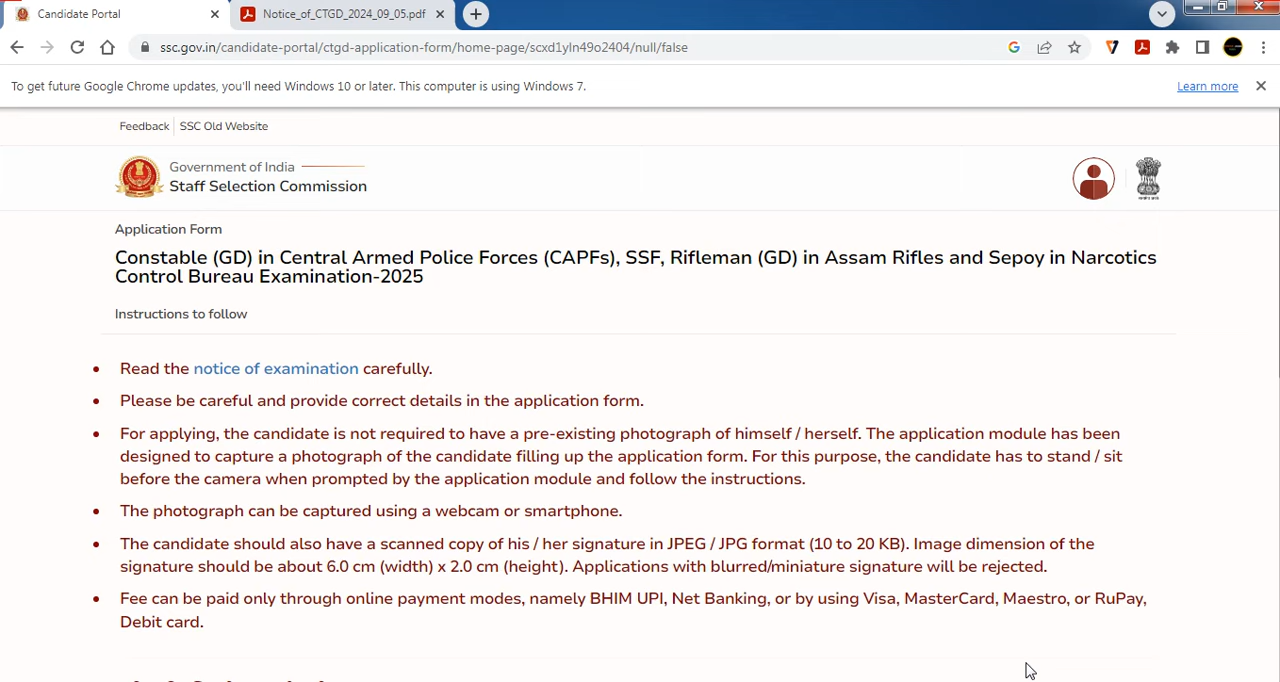 Candidate Portal
Notice_of_CTGD_2024_09_05.pdf
ssc.gov.in/candidate-portal/ctgd-application-form/home-page/scxd1yln49o2404/null/false
To get future Google Chrome updates, you'll need Windows 10 or later. This computer is using Windows 7.
Learn more
Feedback
SSC Old Website
Government of India
Staff Selection Commission
Application Form
Constable (GD) in Central Armed Police Forces (CAPFs), SSF, Rifleman (GD) in Assam Rifles and Sepoy in Narcotics
Control Bureau Examination-2025
Instructions to follow
Read the notice of examination carefully.
Please be careful and provide correct details in the application form.
For applying, the candidate is not required to have a pre-existing photograph of himself / herself. The application module has been
designed to capture a photograph of the candidate filling up the application form. For this purpose, the candidate has to stand / sit
before the camera when prompted by the application module and follow the instructions.
The photograph can be captured using a webcam or smartphone.
The candidate should also have a scanned copy of his / her signature in JPEG / JPG format (10 to 20 KB). Image dimension of the
signature should be about 6.0 cm (width) x 2.0 cm (height). Applications with blurred/miniature signature will be rejected.
Fee can be paid only through online payment modes, namely BHIM UPI, Net Banking, or by using Visa, MasterCard, Maestro, or RuPay,
Debit card.